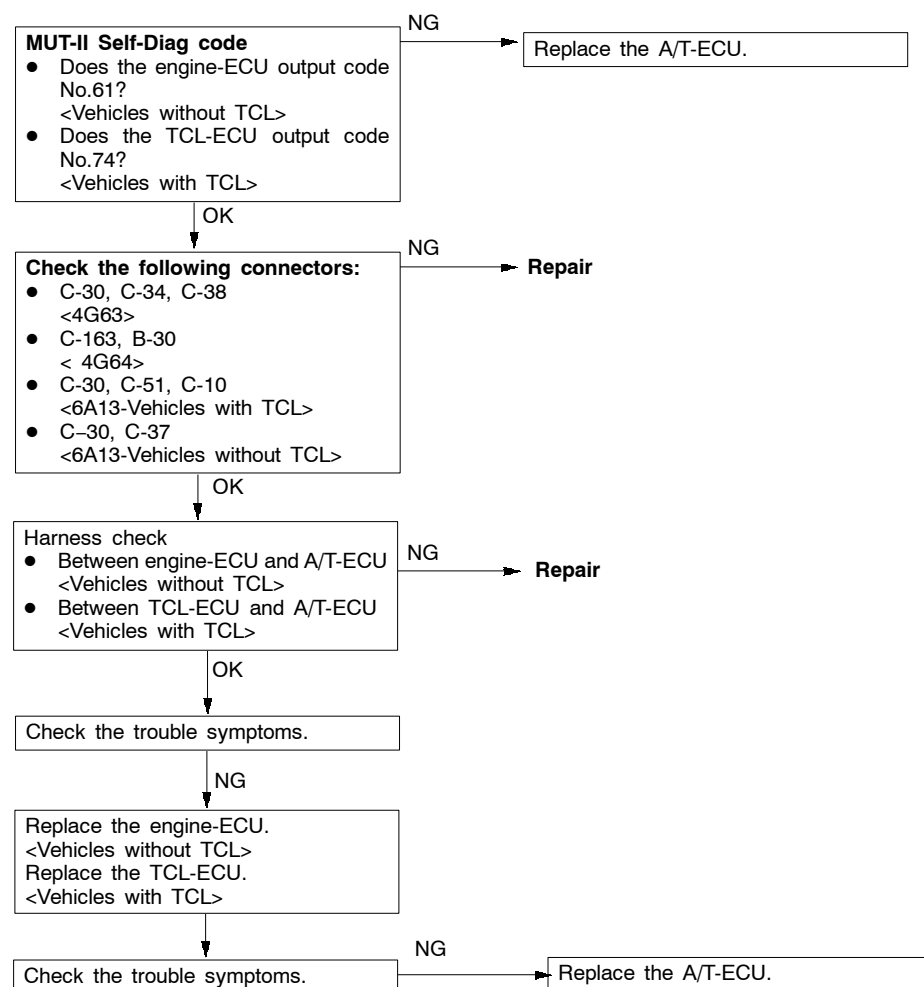 NG
MUT-II Self-Diag code
● Does the engine-ECU output code
No.61?
<Vehicles without TCL>
● Does the TCL-ECU output code
No.74?
<Vehicles with TCL>
Replace the A/T-ECU.
OK
NG
Check the following connectors:
● C-30, C-34, C-38
<4G63>
● C-163, B-30
< 4G64>
● C-30, C-51, C-10
<6A13-Vehicles with TCL>
● C–30, C-37
<6A13-Vehicles without TCL>
Repair
OK
Harness check
● Between engine-ECU and A/T-ECU
<Vehicles without TCL>
● Between TCL-ECU and A/T-ECU
<Vehicles with TCL>
NG
Repair
OK
Check the trouble symptoms.
NG
Replace the engine-ECU.
<Vehicles without TCL>
Replace the TCL-ECU.
<Vehicles with TCL>
NG
Check the trouble symptoms.
Replace the A/T-ECU.